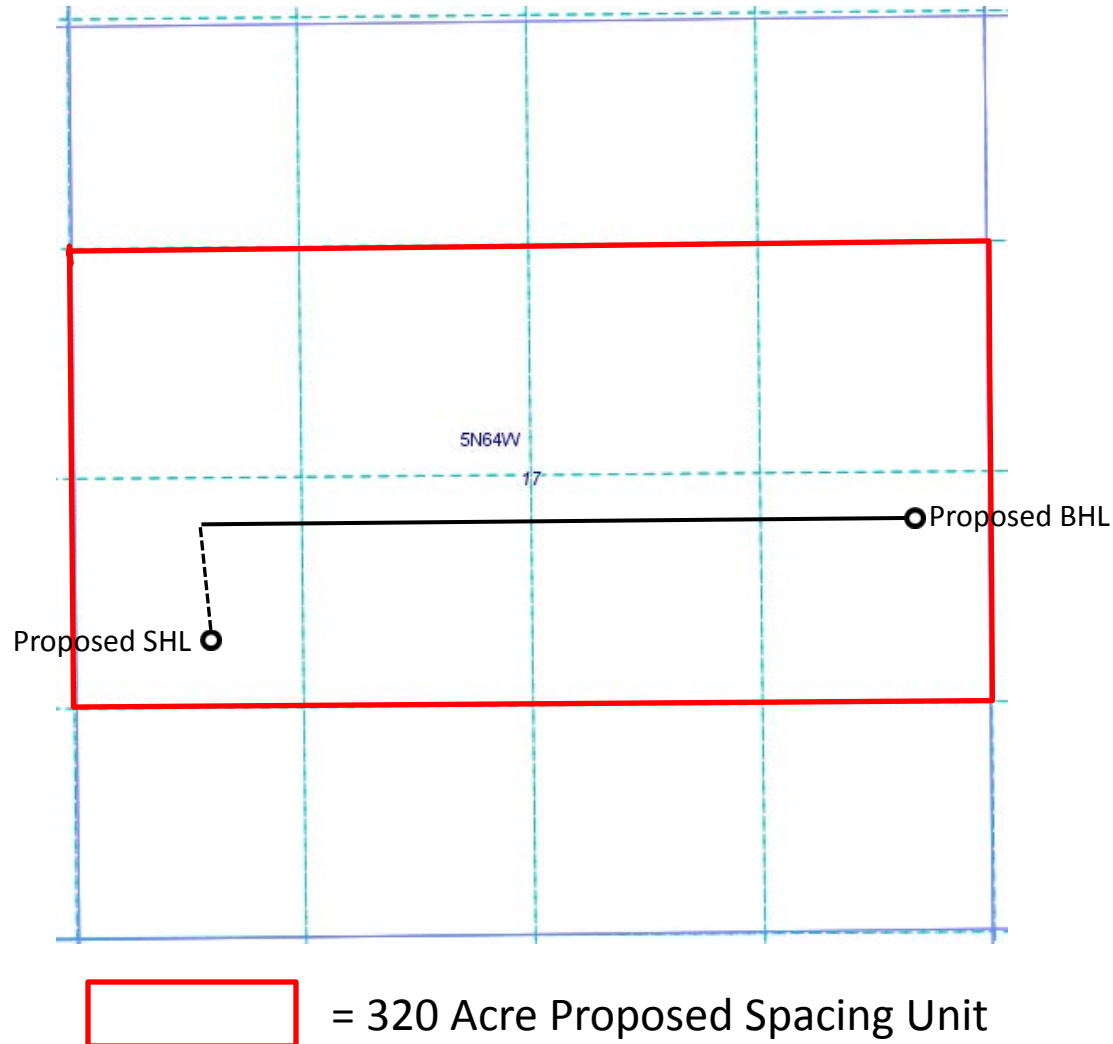 5N64W
17
Proposed BHL
Proposed SHL
= 320 Acre Proposed Spacing Unit